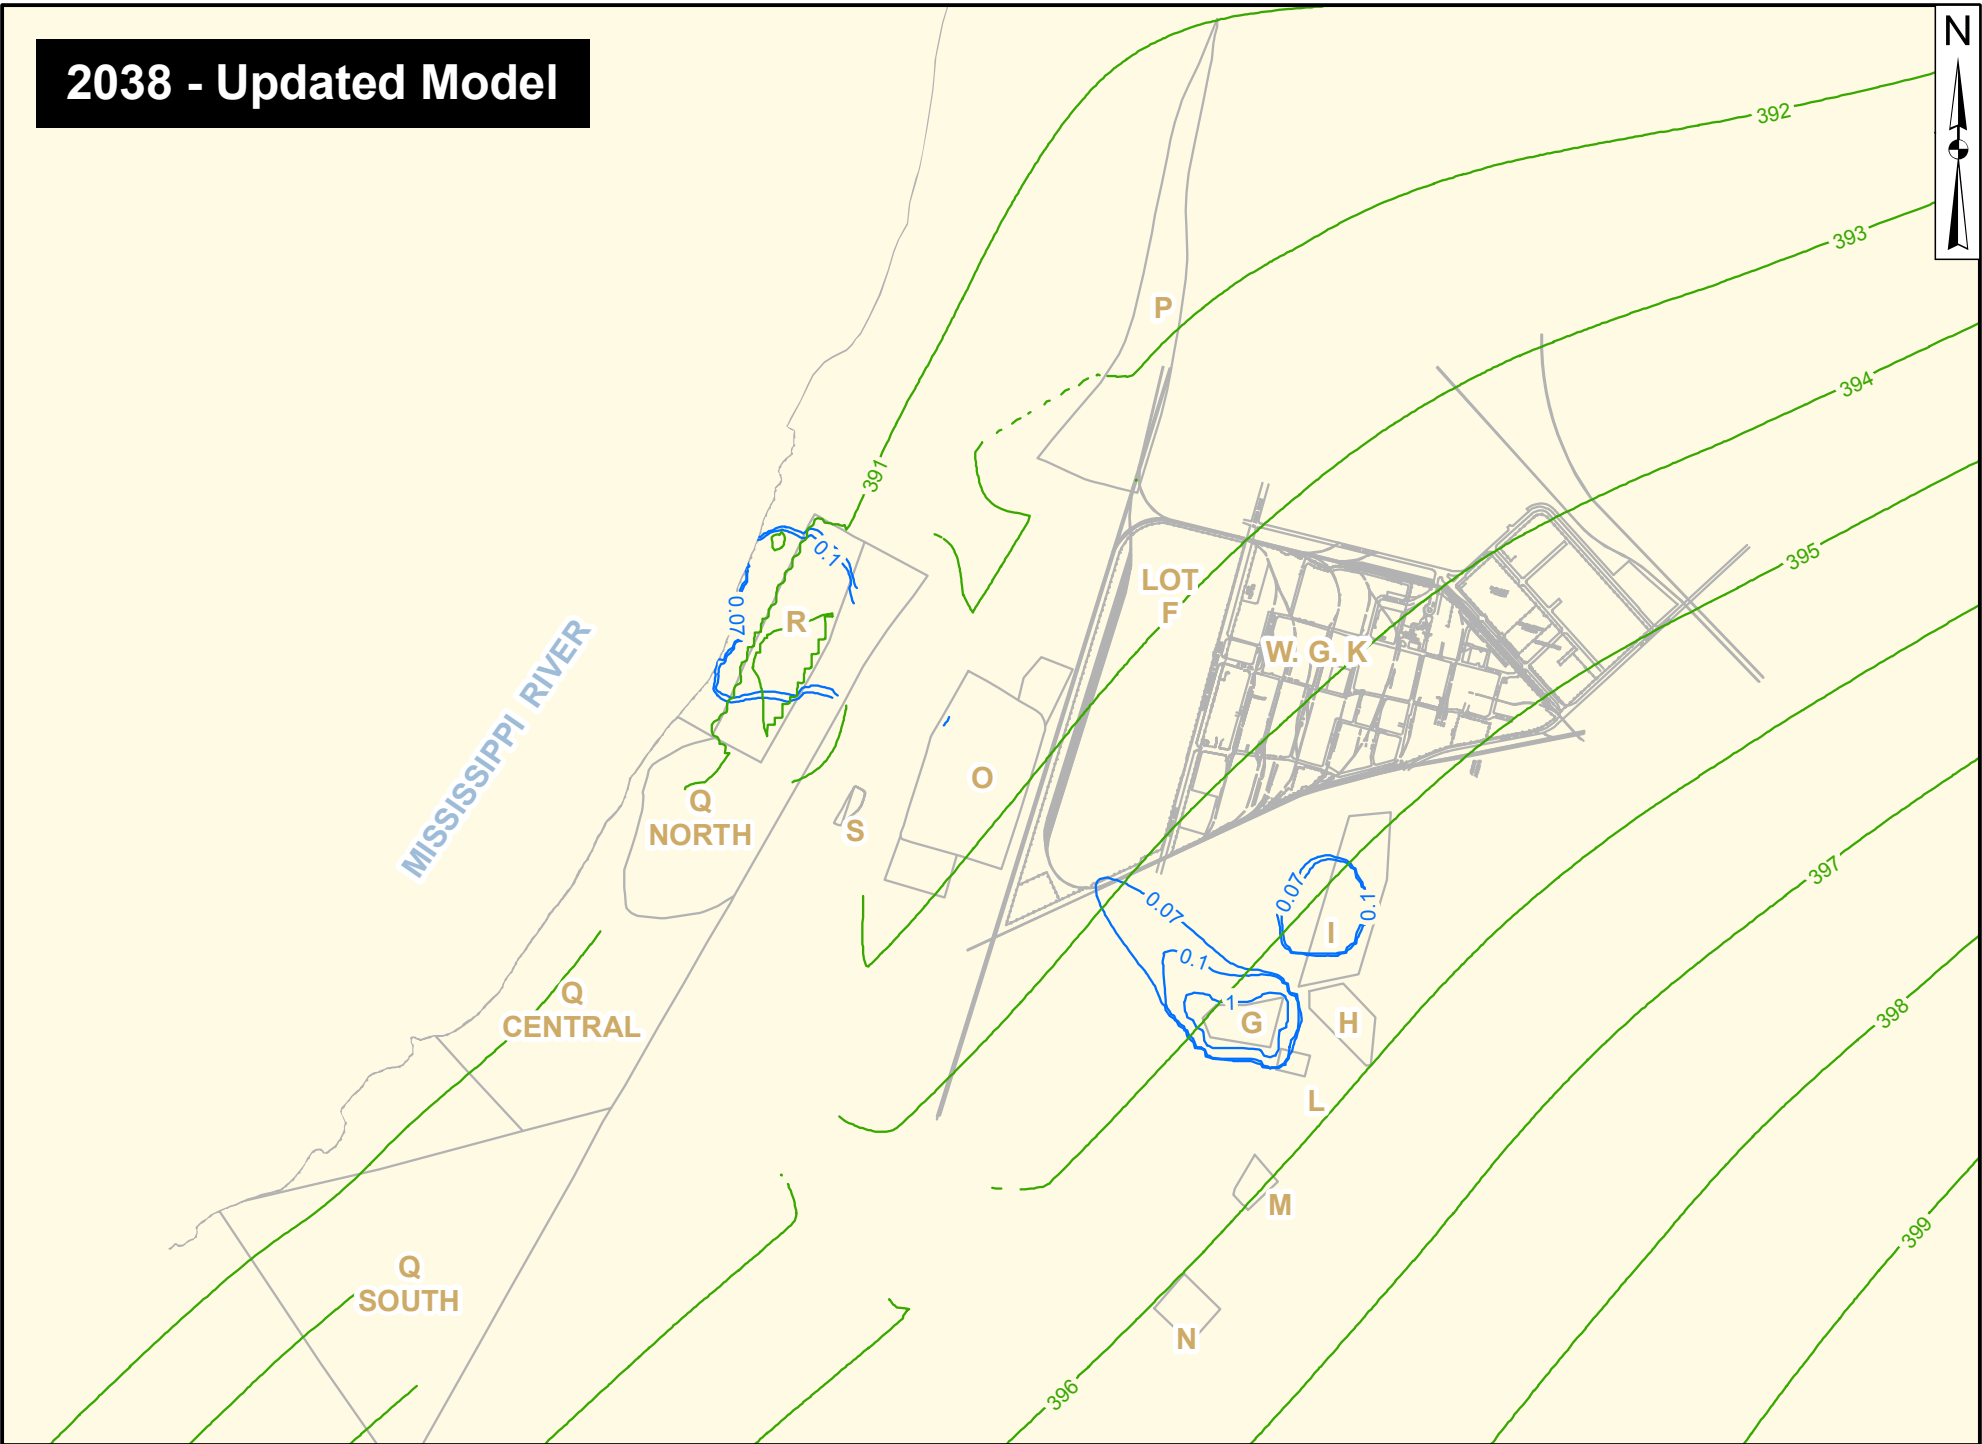 2038 - Updated Model
N
392
393
P
394
391
395
0.1
LOT
F
0.07
R
W. G. K
MISSISSIPPI RIVER
O
Q
NORTH
S
397
0.07
0.1
0.07
I
0.1
Q
CENTRAL
1
G
H
398
L
M
399
Q
SOUTH
N
396